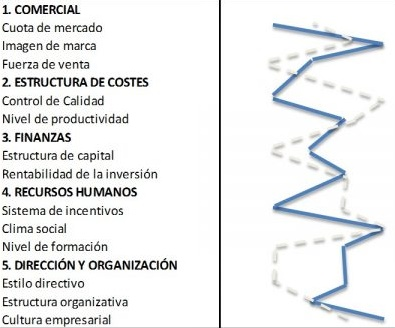 1. COMERCIAL
Cuota de mercado
Imagen de marca
Fuerza de venta
2. ESTRUCTURA DE COSTES
Control de Calidad
Nivel de productividad
3. FINANZAS
Estructura de capital
Rentabilidad de la inversión
4. RECURSOS HUMANOS
Sistema de incentivos
Clima social
Nivel de formación
5. DIRECCIÓN Y ORGANIZACIÓN
Estilo directivo
Estructura organizativa
Cultura empresarial